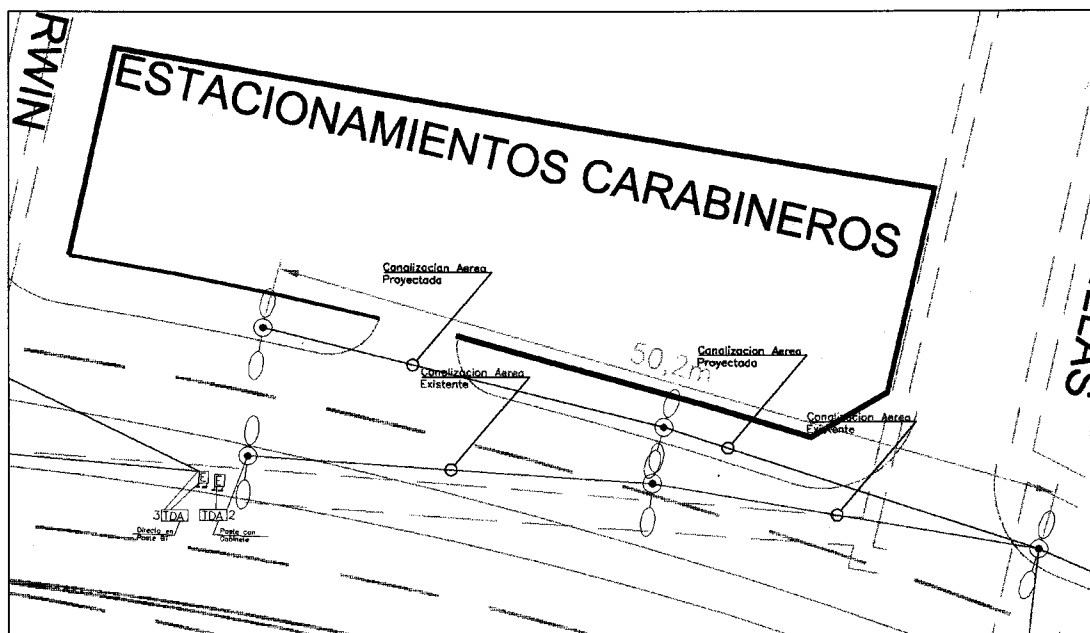 RWIN
ESTACIONAMIENTOS CARABINEROS
Canalizacion Aerea
Proyectada
50,2m
Canalizacion Aerea
Proyectada
Canalizacion Aerea
Existente
Canalizacion Aerea
Existente
E
E
3 TDA
TDA 2
Directo en
Poste BT
Poste con
Gabinete
ELAS